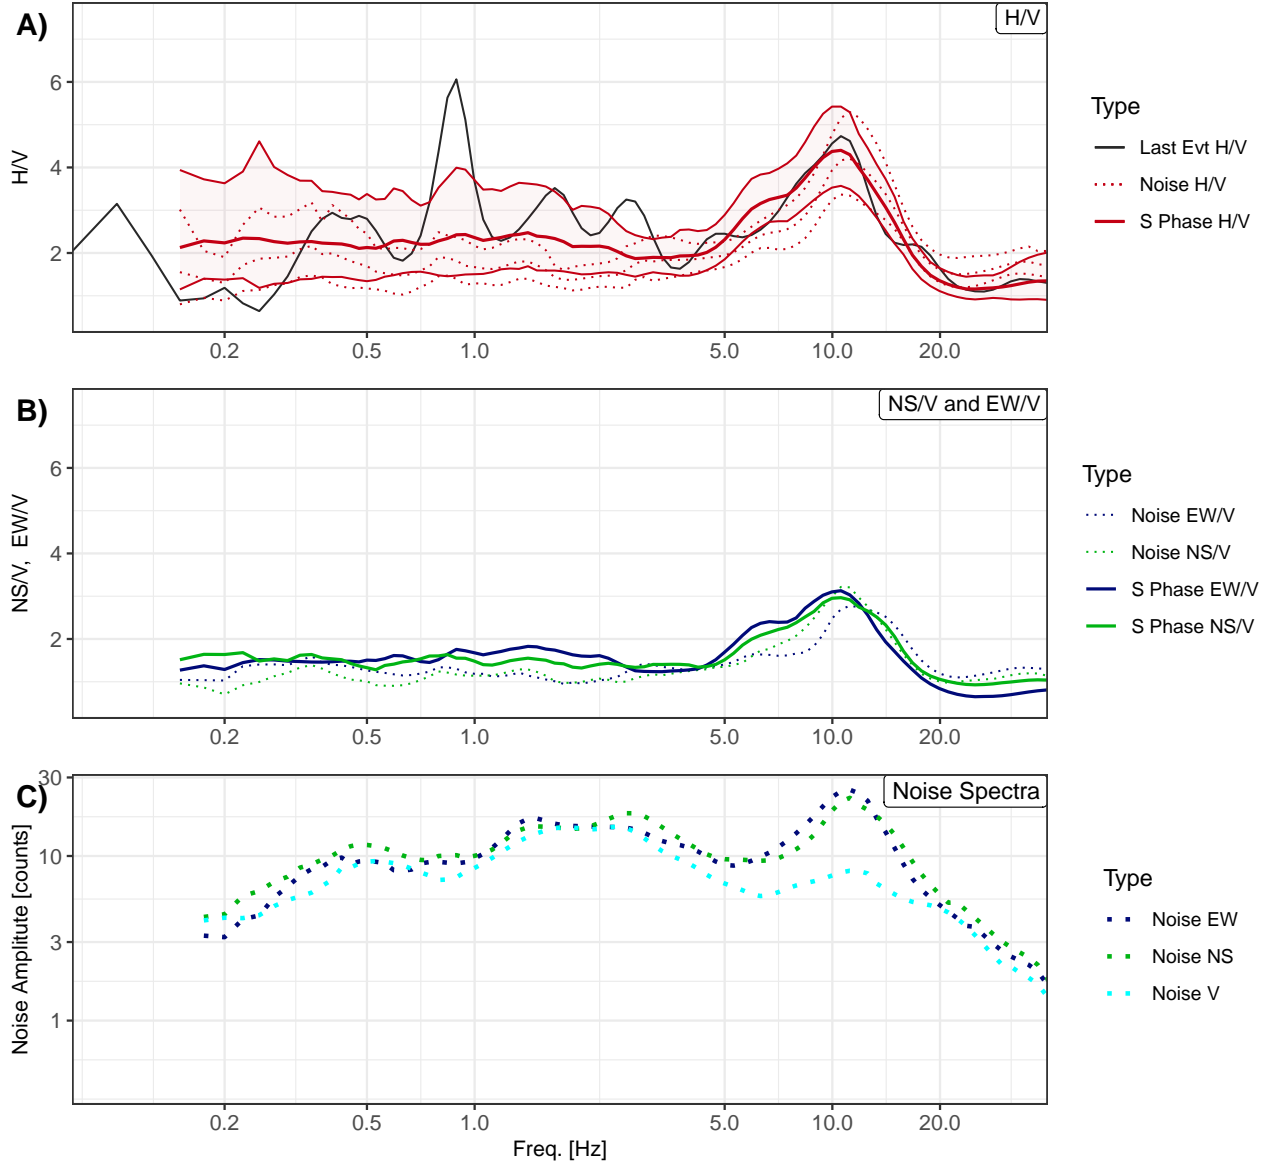 A)
H/V
H/V
6
4
2
0.2 0.5 1.0 5.0 10.0 20.0
Type
Last Evt H/V
Noise H/V
S Phase H/V
B)
NS/V and EW/V
NS/V, EW/V
6
4
2
0.2 0.5 1.0 5.0 10.0 20.0
Type
Noise EW/V
Noise NS/V
S Phase EW/V
S Phase NS/V
C)
Noise Spectra
Noise Amplitude [counts]
30
10
3
1
0.2 0.5 1.0 5.0 10.0 20.0
Freq. [Hz]
Type
Noise EW
Noise NS
Noise V